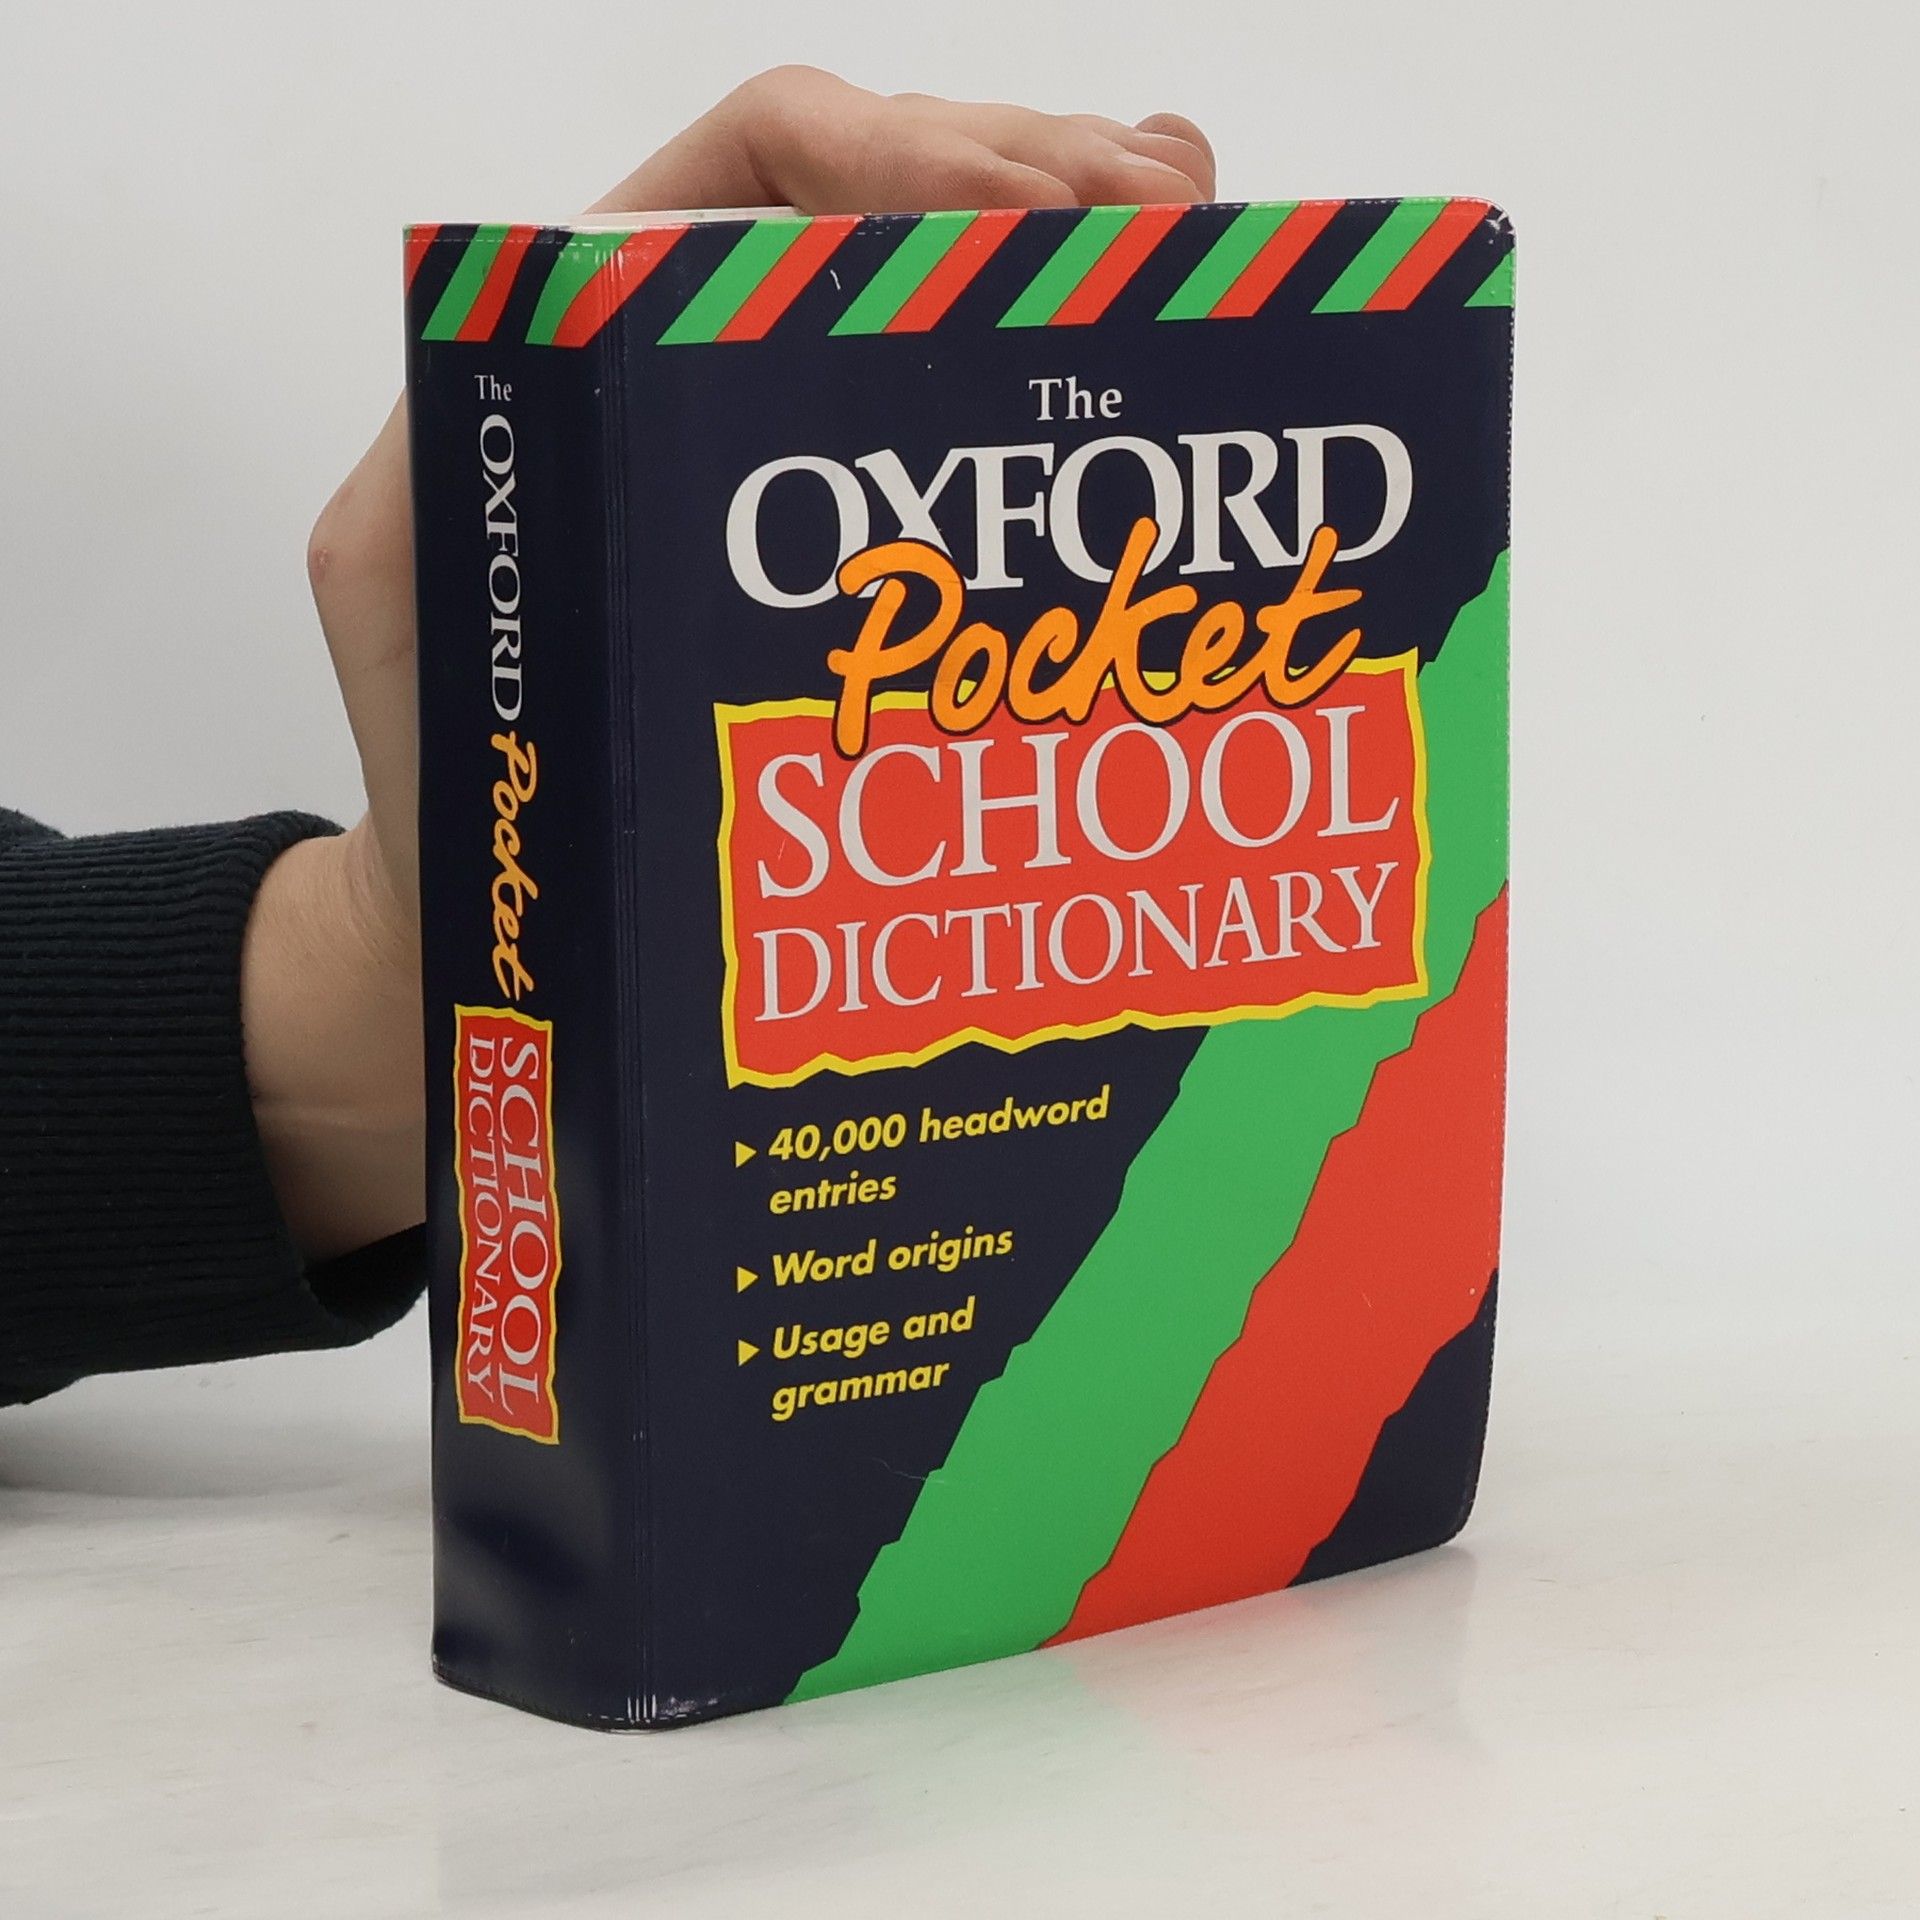 The
OXFORD
Pocket
SCHOOL
DICTIONARY
The
OXFORD
Pocket
SCHOOL
DICTIONARY
▶ 40,000 headword
entries
▶ Word origins
▶ Usage and
grammar